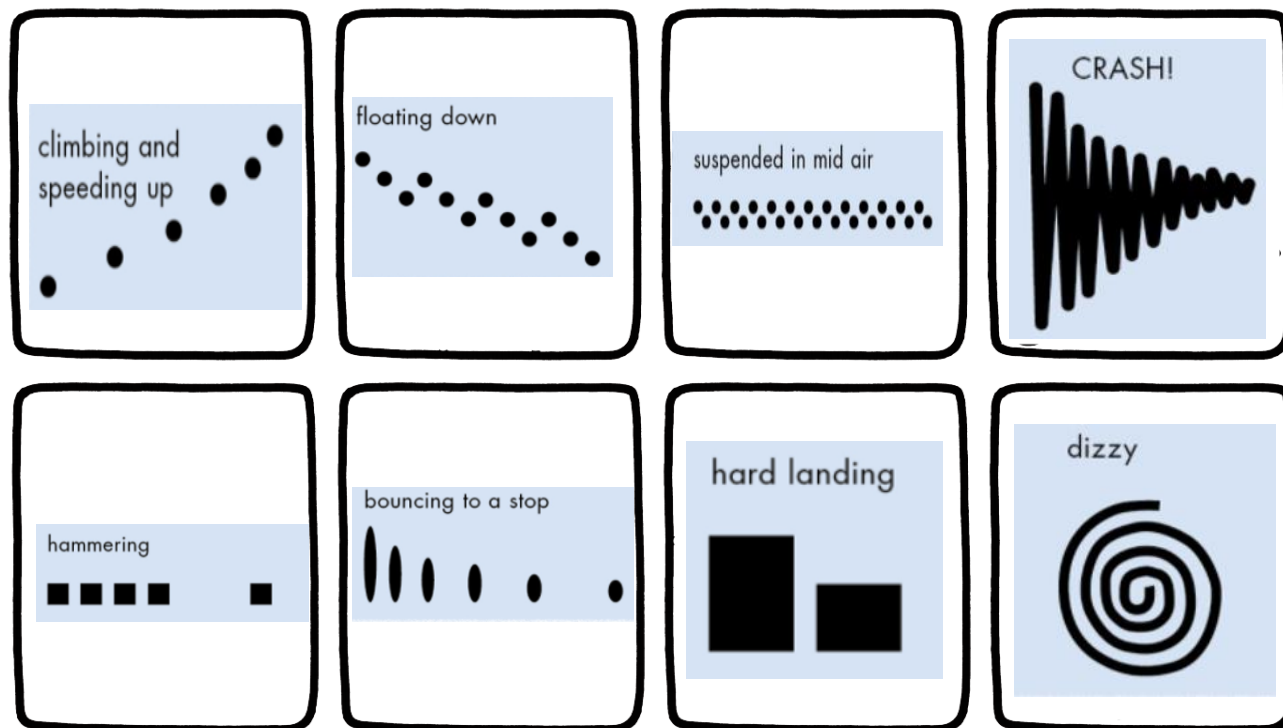 climbing and
speeding up
floating down
suspended in mid air
CRASH!
hammering
bouncing to a stop
hard landing
dizzy